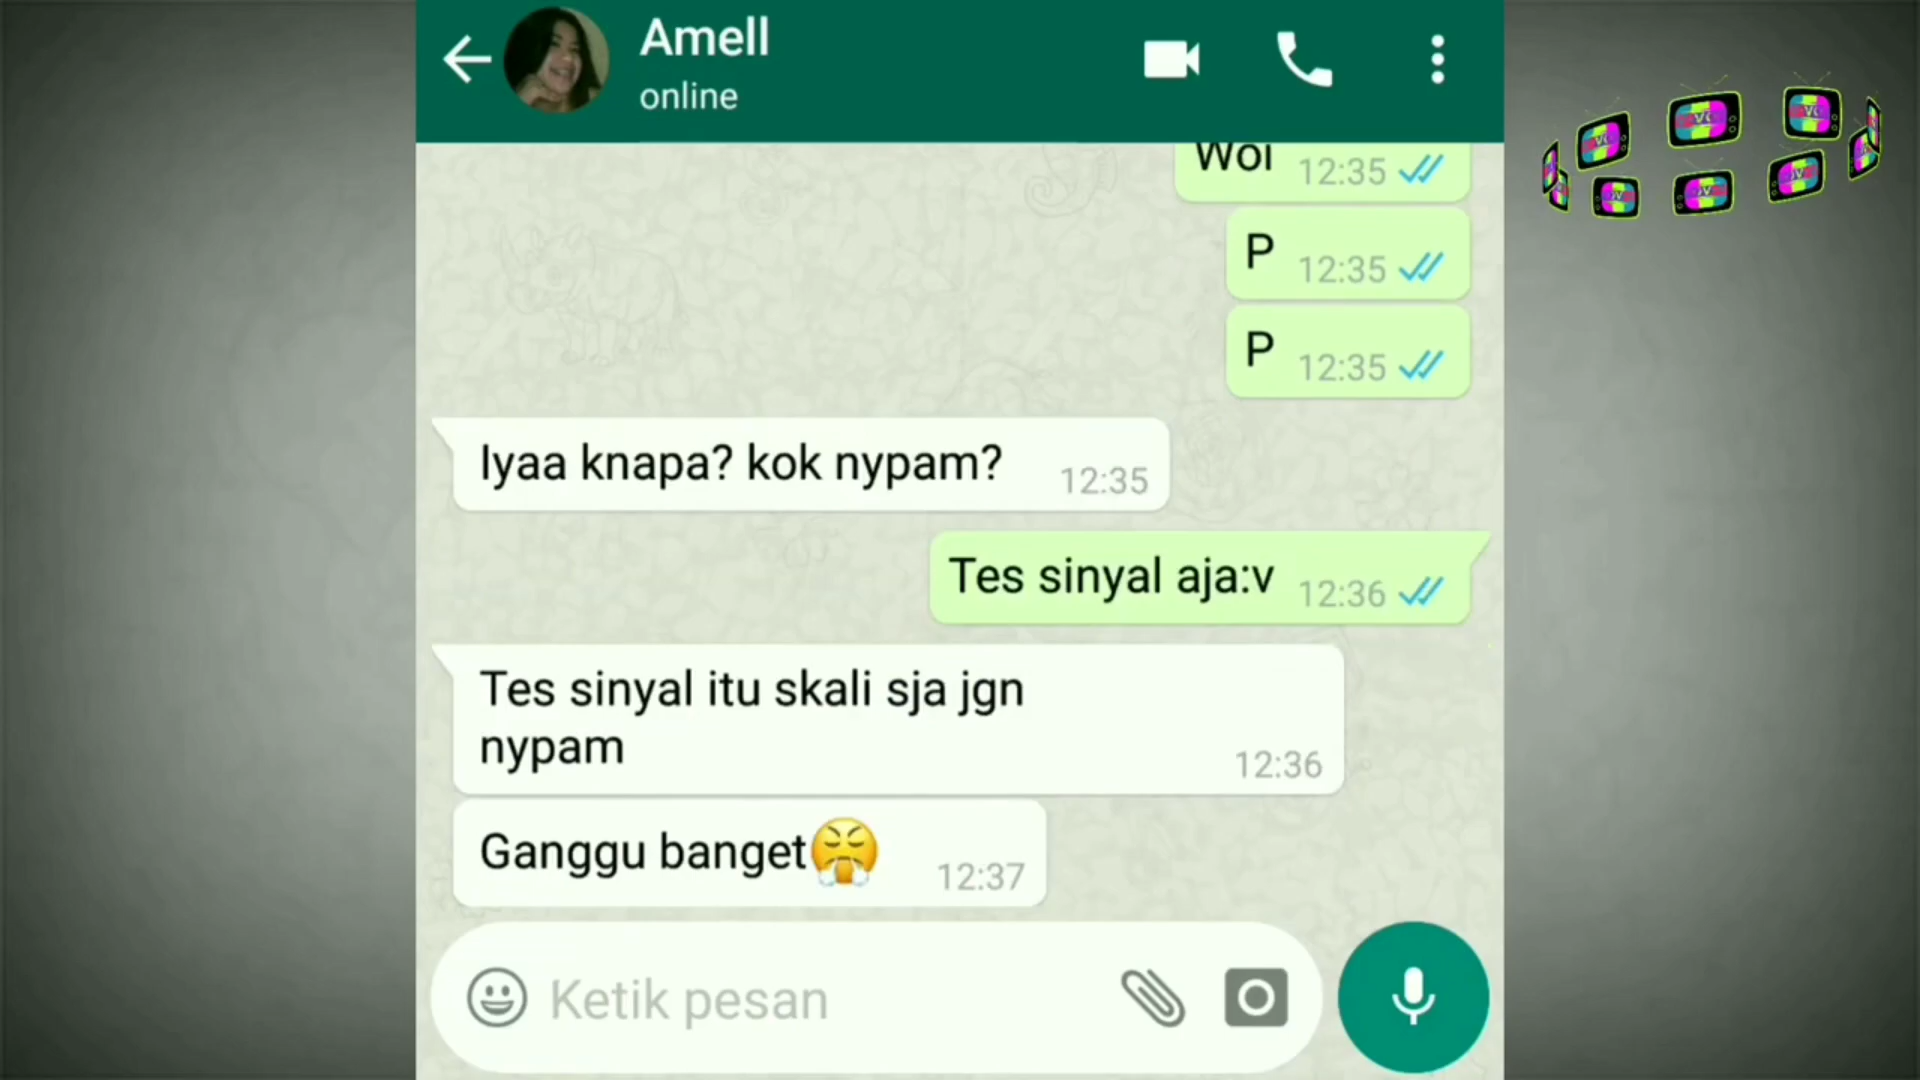 Amell
online
Woi 12:35
P 12:35
P 12:35
Iyaa knapa? kok nypam? 12:35
Tes sinyal aja:v 12:36
Tes sinyal itu skali sja jgn
nypam 12:36
Ganggu banget😤 12:37
Ketik pesan